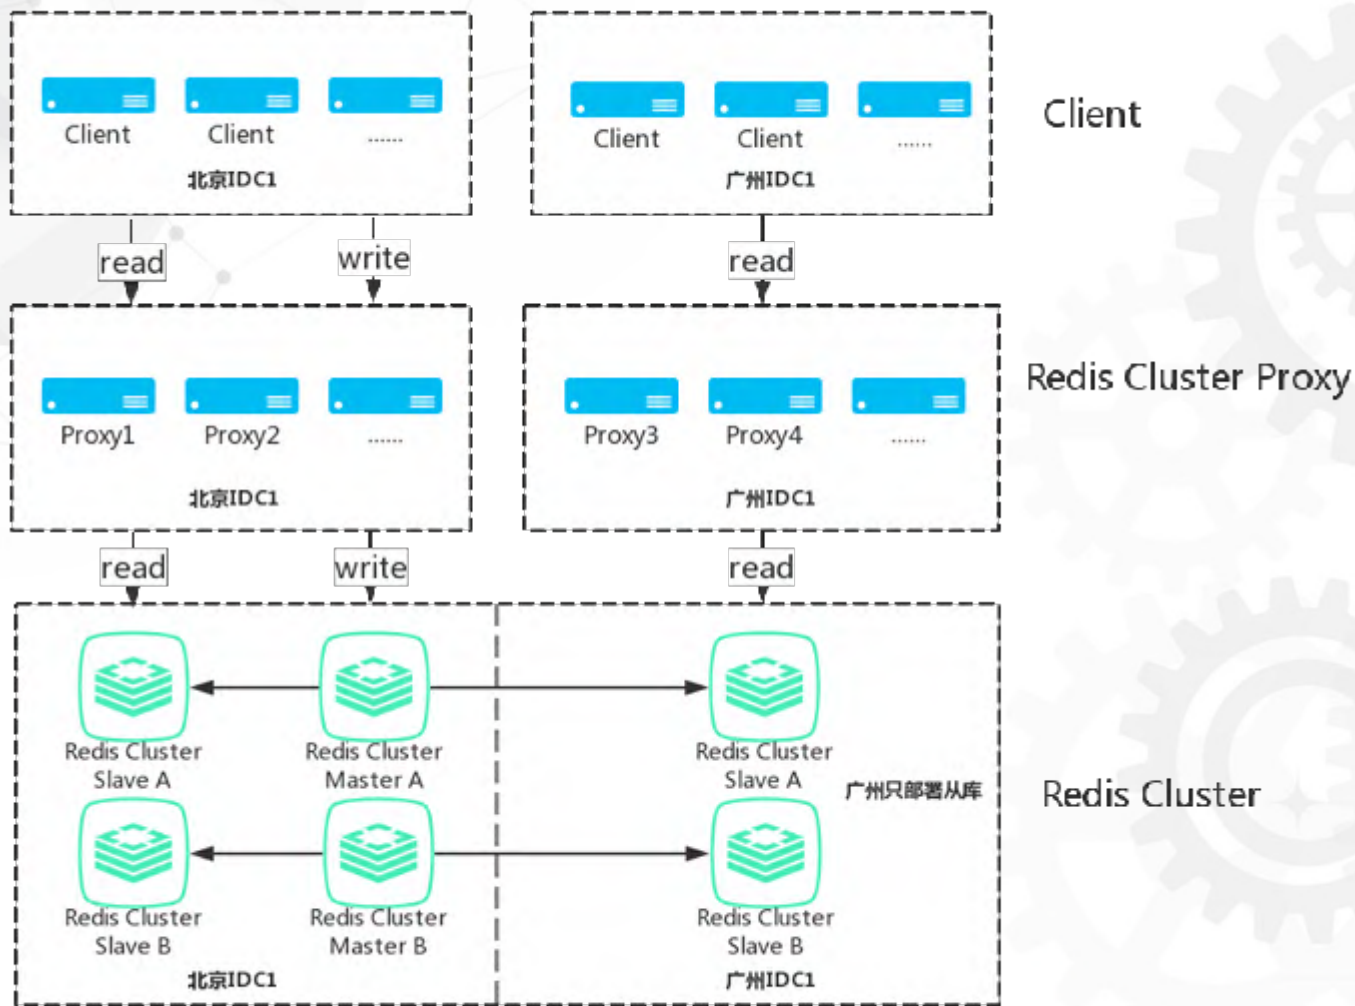 Client
Client
......
北京IDC1
Client
Client
......
广州IDC1
Client
read
write
read
Proxy1
Proxy2
......
北京IDC1
Proxy3
Proxy4
......
广州IDC1
Redis Cluster Proxy
read
write
read
Redis Cluster
Slave A
Redis Cluster
Master A
Redis Cluster
Slave A
广州只部署从库
Redis Cluster
Redis Cluster
Slave B
Redis Cluster
Master B
Redis Cluster
Slave B
北京IDC1
广州IDC1